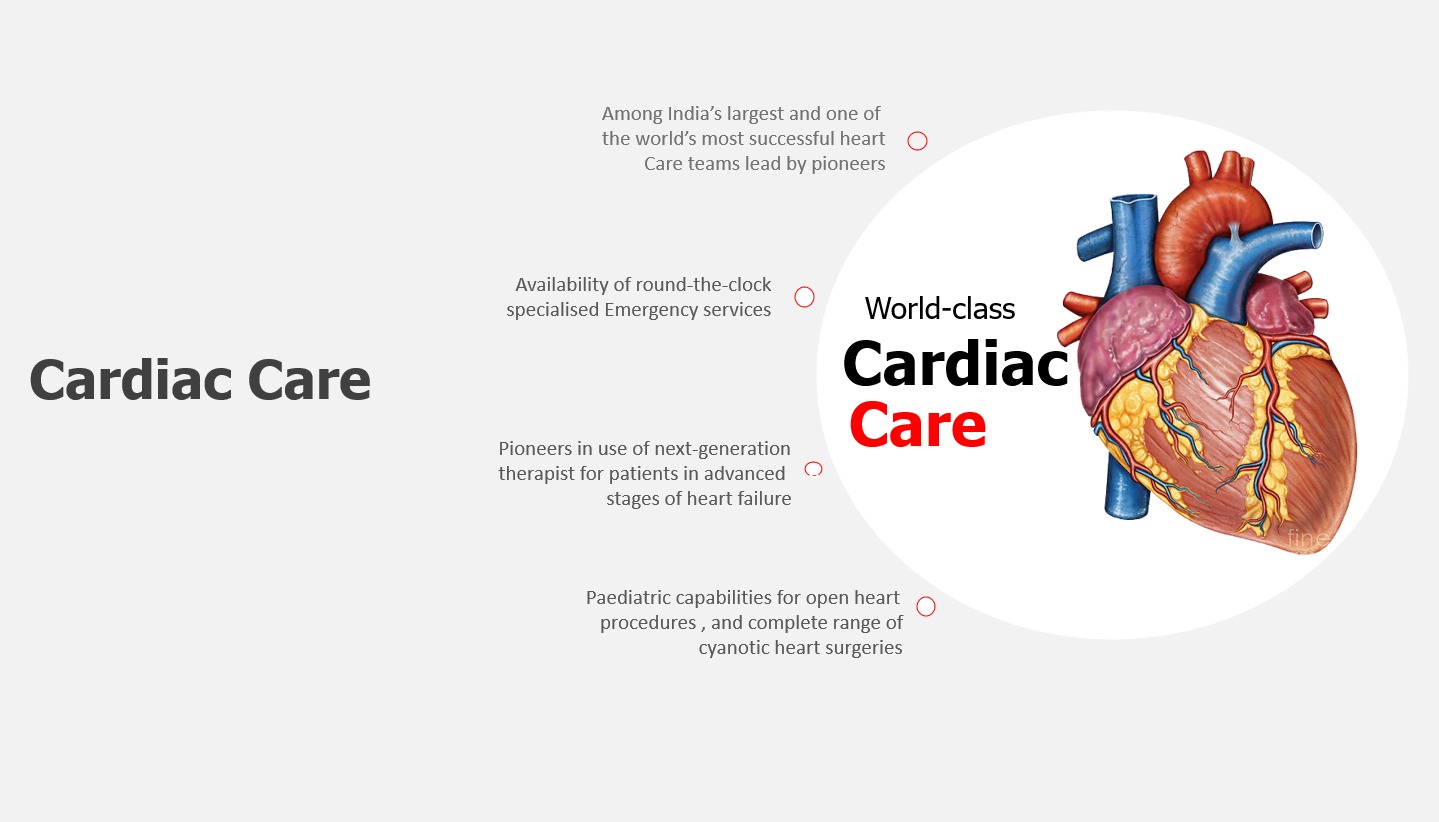 Cardiac Care
Among India’s largest and one of
the world’s most successful heart
Care teams lead by pioneers
Availability of round-the-clock
specialised Emergency services
Pioneers in use of next-generation
therapist for patients in advanced
stages of heart failure
Paediatric capabilities for open heart
procedures , and complete range of
cyanotic heart surgeries
World-class
Cardiac
Care
fine